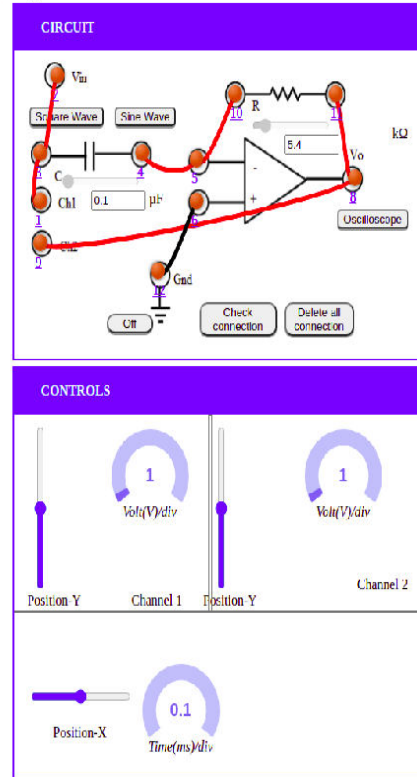 CIRCUIT
Vin
2
Square Wave
Sine Wave
10
R
11
5.4
kΩ
3
C
4
5
-
Vo
1
Ch1
0.1
μF
6
+
8
Oscilloscope
9
Ch2
Gnd
12
Off
Check connection
Delete all connection
CONTROLS
1
Volt(V)/div
1
Volt(V)/div
Position-Y
Channel 1
Position-Y
Channel 2
0.1
Position-X
Time(ms)/div